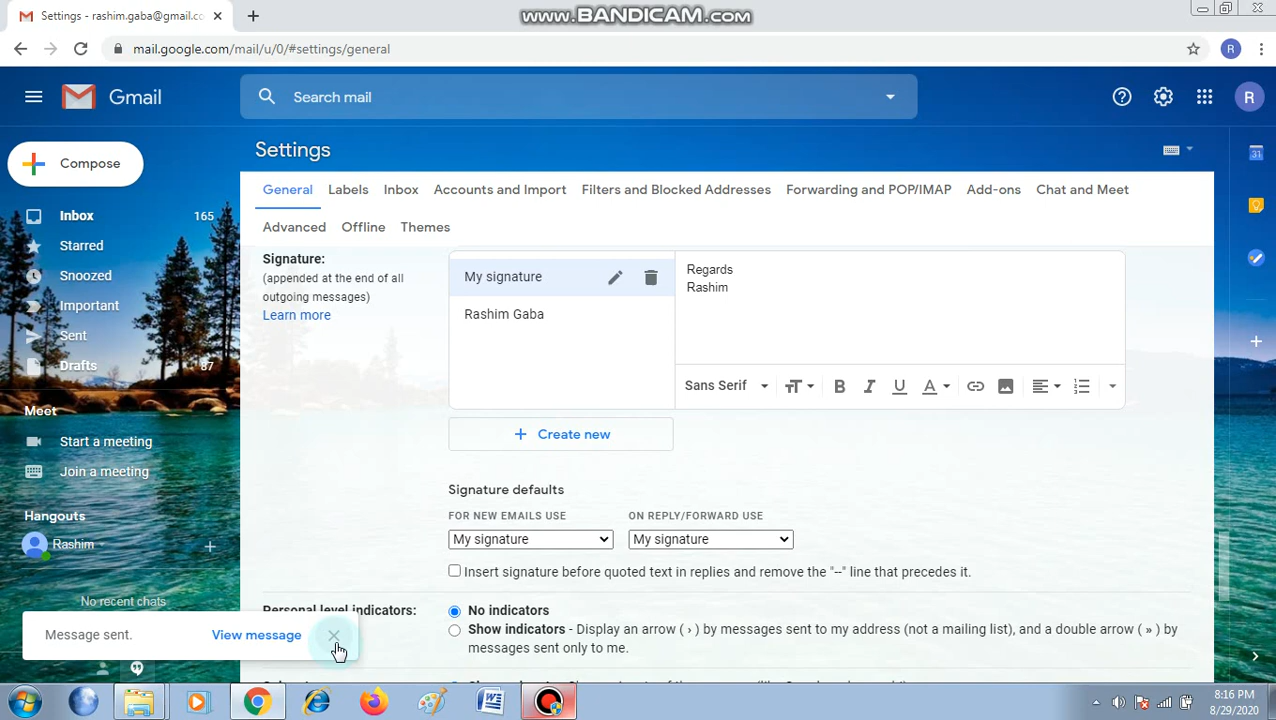 Settings - rashim.gaba@gmail.co
www.BANDICAM.com
mail.google.com/mail/u/0/#settings/general
R
Gmail
Search mail
R
Compose
Settings
General Labels Inbox Accounts and Import Filters and Blocked Addresses Forwarding and POP/IMAP Add-ons Chat and Meet
Advanced Offline Themes
Inbox 165
Starred
Snoozed
Important
Sent
Drafts 87
Meet
Start a meeting
Join a meeting
Hangouts
Rashim
No recent chats
Signature:
(appended at the end of all
outgoing messages)
Learn more
My signature
Rashim Gaba
Regards
Rashim
Sans Serif
Create new
Signature defaults
FOR NEW EMAILS USE ON REPLY/FORWARD USE
My signature My signature
Insert signature before quoted text in replies and remove the "--" line that precedes it.
Personal level indicators:
No indicators
Show indicators - Display an arrow ( › ) by messages sent to my address (not a mailing list), and a double arrow ( » ) by
messages sent only to me.
Message sent. View message
31
8:16 PM
8/29/2020